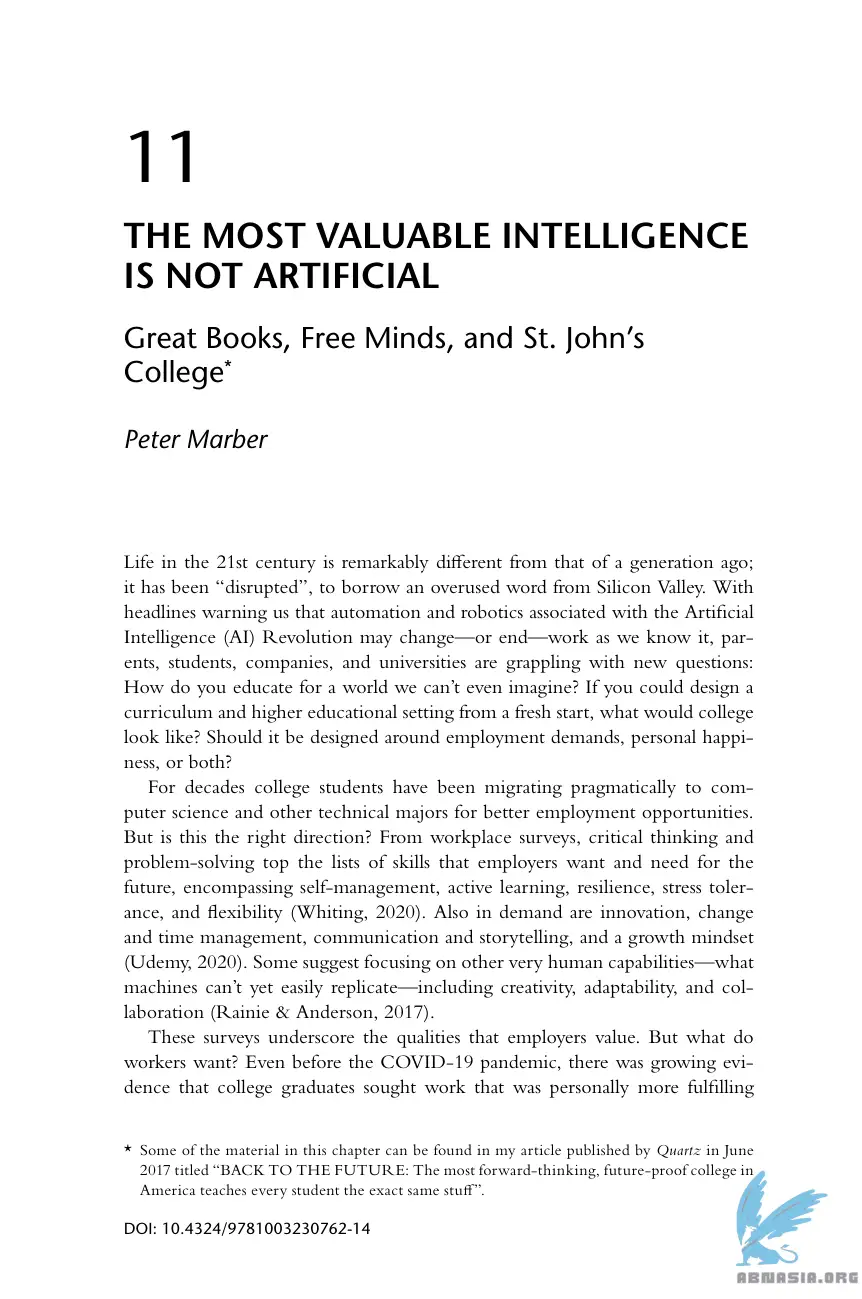 11
THE MOST VALUABLE INTELLIGENCE
IS NOT ARTIFICIAL
Great Books, Free Minds, and St. John's
College*
Peter Marber
Life in the 21st century is remarkably different from that of a generation ago;
it has been “disrupted”, to borrow an overused word from Silicon Valley. With
headlines warning us that automation and robotics associated with the Artificial
Intelligence (AI) Revolution may change—or end—work as we know it, par-
ents, students, companies, and universities are grappling with new questions:
How do you educate for a world we can't even imagine? If you could design a
curriculum and higher educational setting from a fresh start, what would college
look like? Should it be designed around employment demands, personal happi-
ness, or both?
For decades college students have been migrating pragmatically to com-
puter science and other technical majors for better employment opportunities.
But is this the right direction? From workplace surveys, critical thinking and
problem-solving top the lists of skills that employers want and need for the
future, encompassing self-management, active learning, resilience, stress toler-
ance, and flexibility (Whiting, 2020). Also in demand are innovation, change
and time management, communication and storytelling, and a growth mindset
(Udemy, 2020). Some suggest focusing on other very human capabilities—what
machines can't yet easily replicate—including creativity, adaptability, and col-
laboration (Rainie & Anderson, 2017).
These surveys underscore the qualities that employers value. But what do
workers want? Even before the COVID-19 pandemic, there was growing evi-
dence that college graduates sought work that was personally more fulfilling
* Some of the material in this chapter can be found in my article published by Quartz in June
2017 titled “BACK TO THE FUTURE: The most forward-thinking, future-proof college in
America teaches every student the exact same stuff”.
DOI: 10.4324/9781003230762-14
ABMASIA.ORG